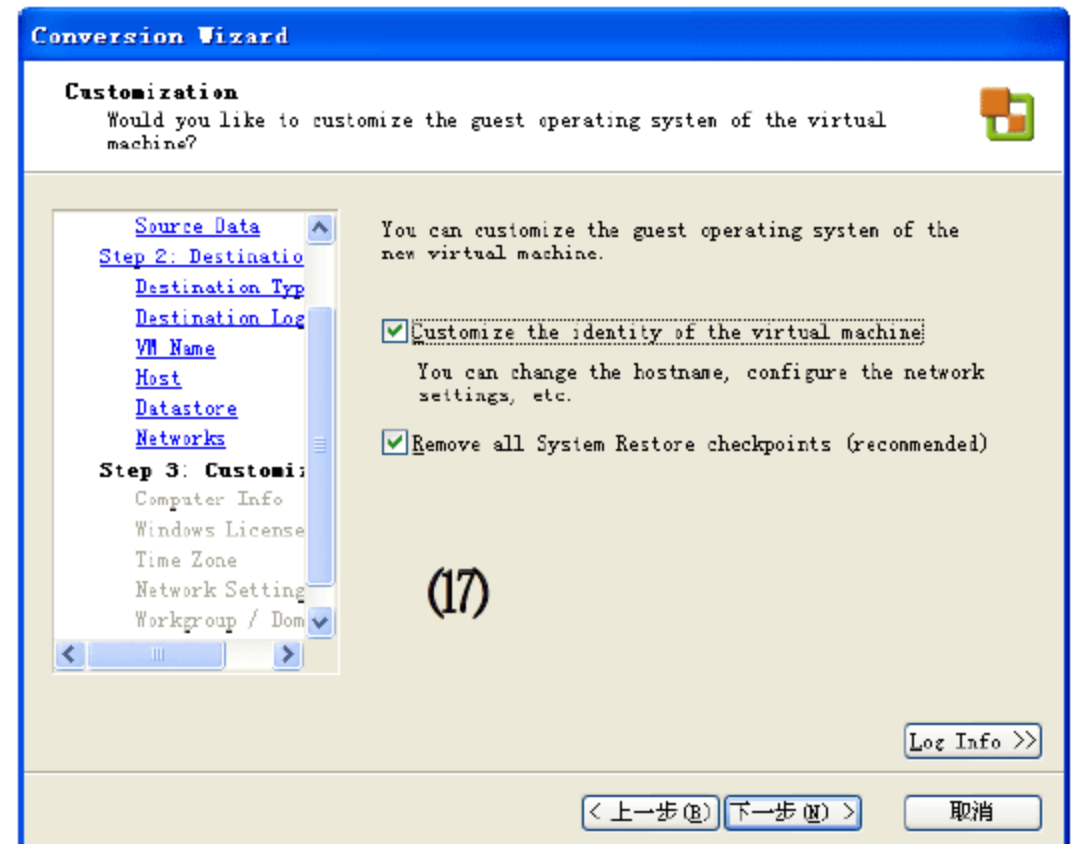 Conversion Wizard
Customization
Would you like to customize the guest operating system of the virtual
machine?
Source Data
Step 2: Destinatio
Destination Typ
Destination Log
VM Name
Host
Datastore
Networks
Step 3: Customi
Computer Info
Windows License
Time Zone
Network Setting
Workgroup / Dom
You can customize the guest operating system of the
new virtual machine.
Customize the identity of the virtual machine
You can change the hostname, configure the network
settings, etc.
Remove all System Restore checkpoints (recommended)
(17)
Log Info >>
< 上一步(B)
下一步(N) >
取消